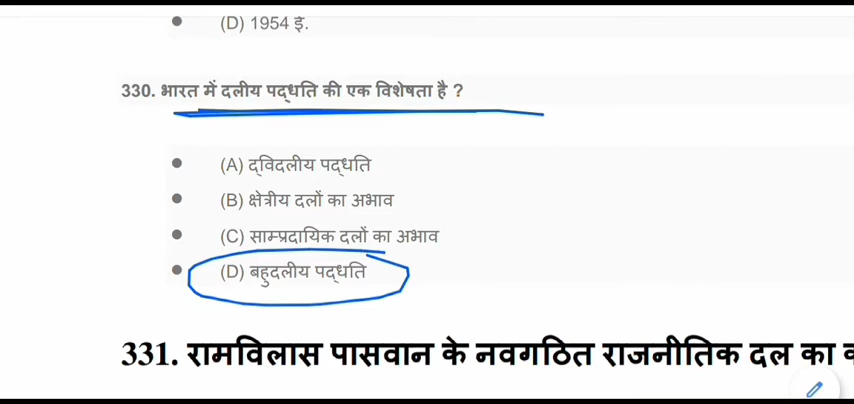 (D) 1954 ई.
330. भारत में दलीय पद्धति की एक विशेषता है ?
(A) द्विदलीय पद्धति
(B) क्षेत्रीय दलों का अभाव
(C) साम्प्रदायिक दलों का अभाव
(D) बहुदलीय पद्धति
331. रामविलास पासवान के नवगठित राजनीतिक दल का